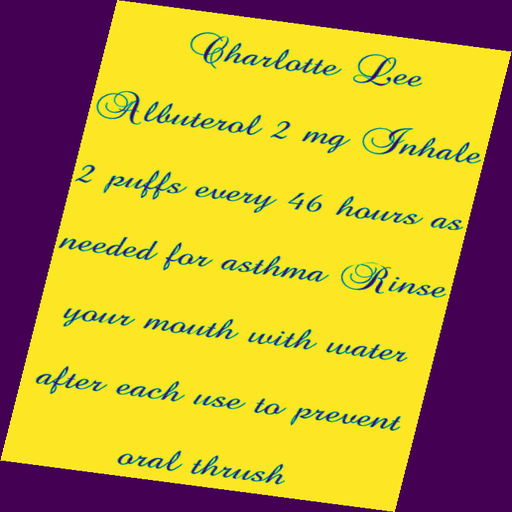 Charlotte Lee
Albuterol 2 mg Inhale
2 puffs every 46 hours as
needed for asthma Rinse
your mouth with water
after each use to prevent
oral thrush